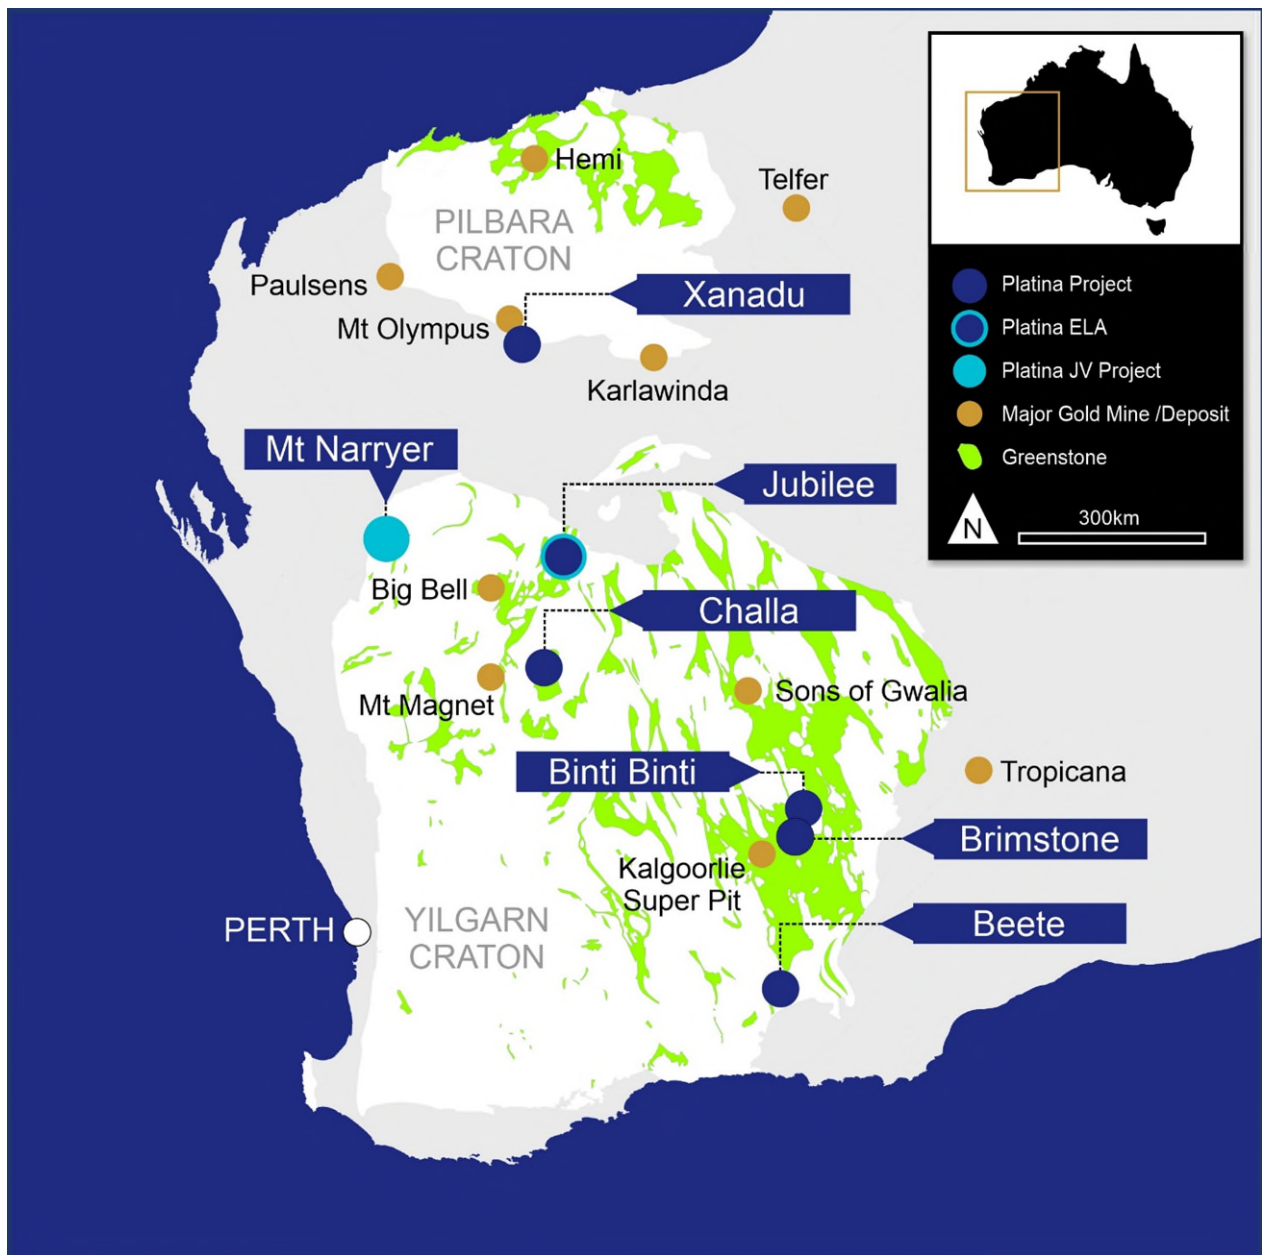 Hemi
Telfer
PILBARA
CRATON
Paulsens
Xanadu
Mt Olympus
Karlawinda
Mt Narryer
Jubilee
Big Bell
Challa
Mt Magnet
Sons of Gwalia
Binti Binti
Tropicana
Brimstone
Kalgoorlie
Super Pit
PERTH
YILGARN
CRATON
Beete
Platina Project
Platina ELA
Platina JV Project
Major Gold Mine /Deposit
Greenstone
N
300km